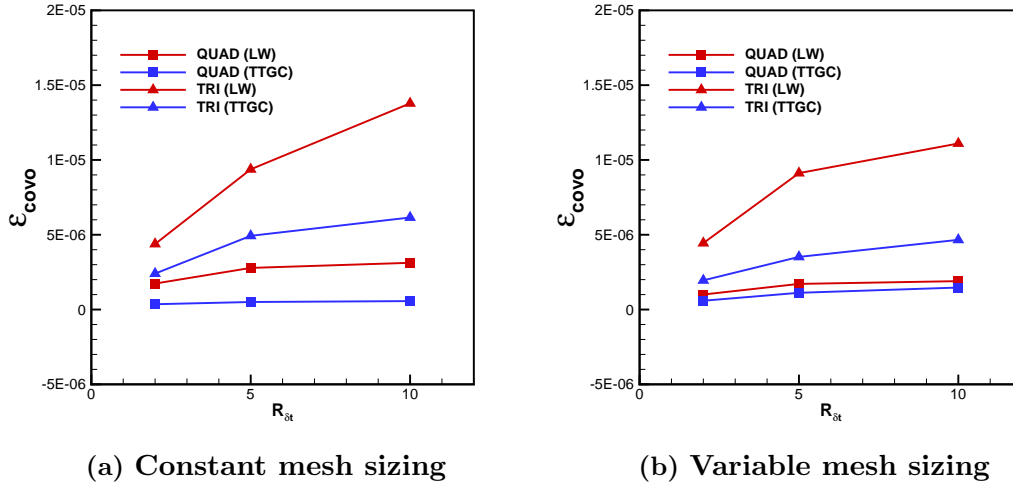 2E-05
QUAD (LW)
QUAD (TTGC)
TRI (LW)
TRI (TTGC)
1.5E-05
1E-05
5E-06
0
-5E-06
εcovo
0 5 10
Rδt
(a) Constant mesh sizing
2E-05
QUAD (LW)
QUAD (TTGC)
TRI (LW)
TRI (TTGC)
1.5E-05
1E-05
5E-06
0
-5E-06
εcovo
0 5 10
Rδt
(b) Variable mesh sizing